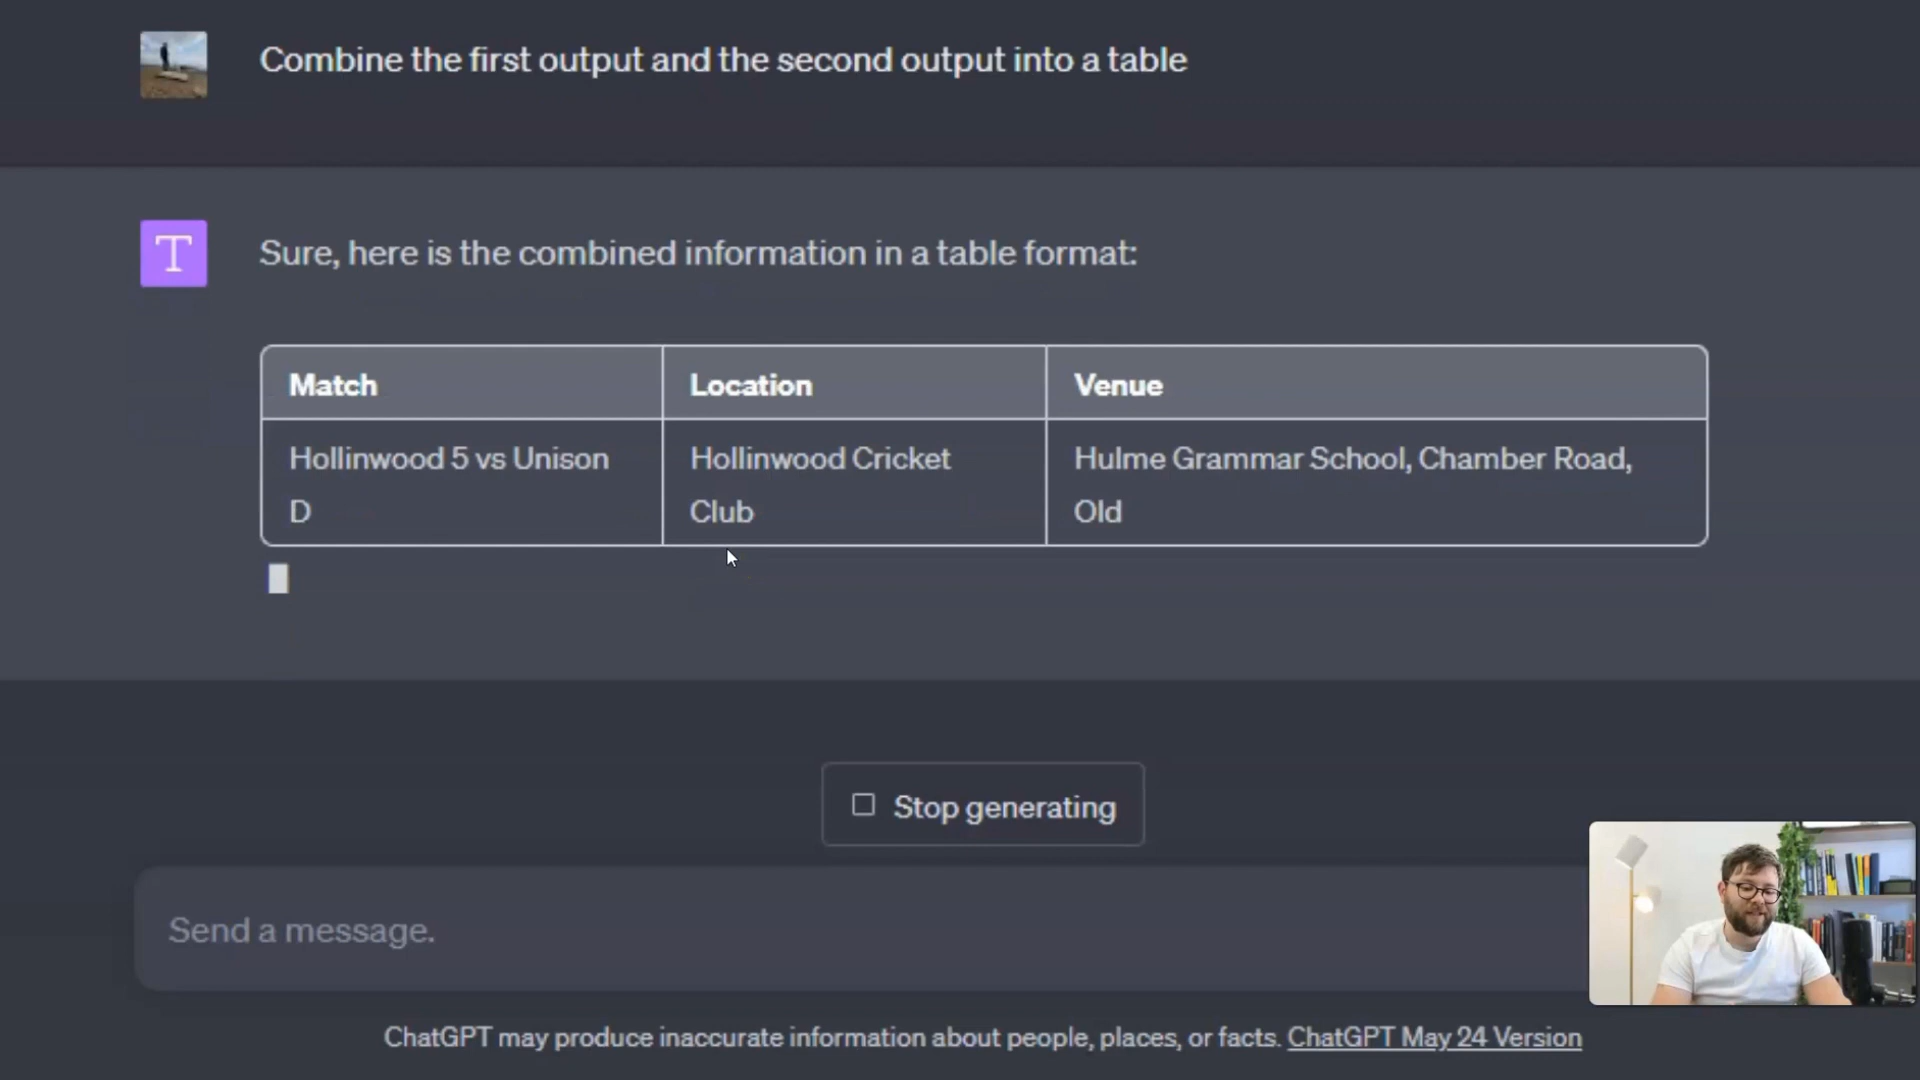 Combine the first output and the second output into a table
T
Sure, here is the combined information in a table format:
Match
Location
Venue
Hollinwood 5 vs Unison
D
Hollinwood Cricket
Club
Hulme Grammar School, Chamber Road,
Old
Stop generating
Send a message.
ChatGPT may produce inaccurate information about people, places, or facts. ChatGPT May 24 Version